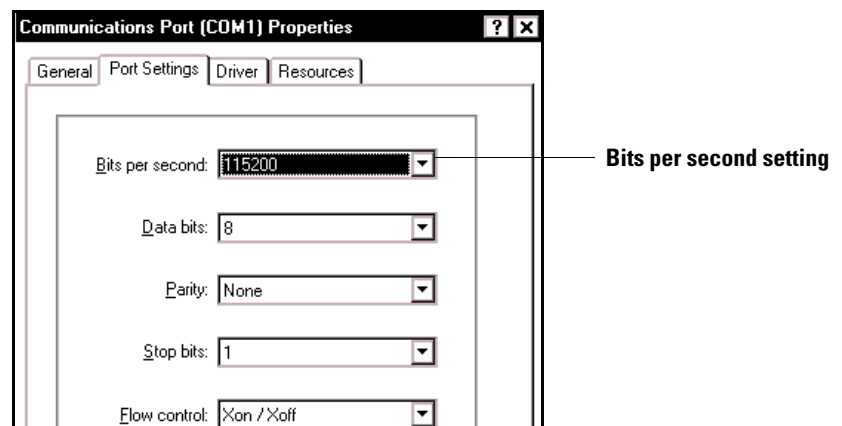 Communications Port (COM1) Properties
General Port Settings Driver Resources
Bits per second: 115200
Bits per second setting
Data bits: 8
Parity: None
Stop bits: 1
Flow control: Xon / Xoff